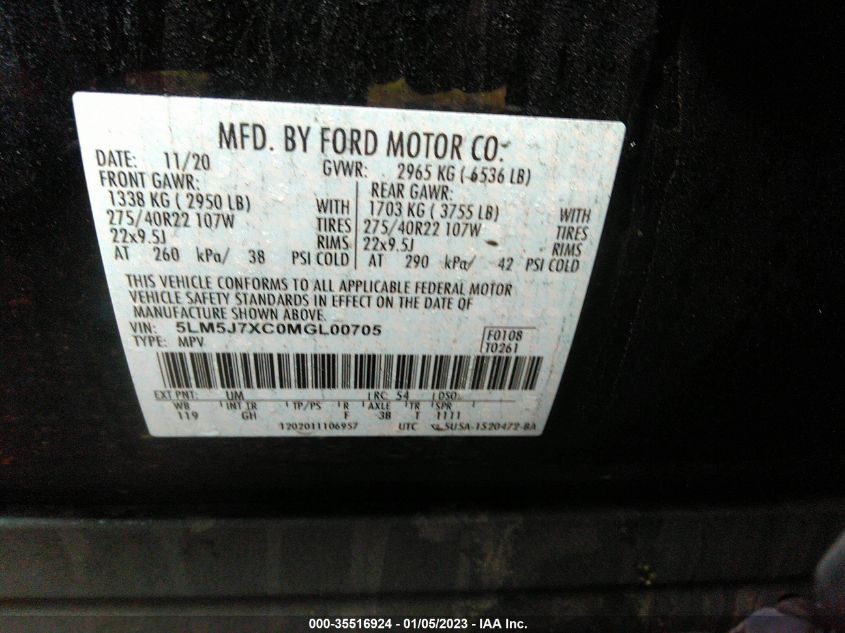 MFD. BY FORD MOTOR CO.
DATE: 11/20 GVWR: 2965 KG ( 6536 LB)
FRONT GAWR: REAR GAWR:
1338 KG ( 2950 LB) WITH 1703 KG ( 3755 LB) WITH
275/40R22 107W TIRES 275/40R22 107W TIRES
22x9.5J RIMS 22x9.5J RIMS
AT 260 kPa/ 38 PSI COLD AT 290 kPa/ 42 PSI COLD
THIS VEHICLE CONFORMS TO ALL APPLICABLE FEDERAL MOTOR
VEHICLE SAFETY STANDARDS IN EFFECT ON THE DATE OF
MANUFACTURE SHOWN ABOVE.
VIN: 5LM5J7XC0MGL00705 F0108
TYPE: MPV T0261
EXT PNT: UM RC 54 DSO
WB INT TR TP/PS R AXLE TR SPR
119 GH F 3B T 1111
1202011106957 UTC SU5A-1520472-BA
000-35516924 - 01/05/2023 - IAA Inc.